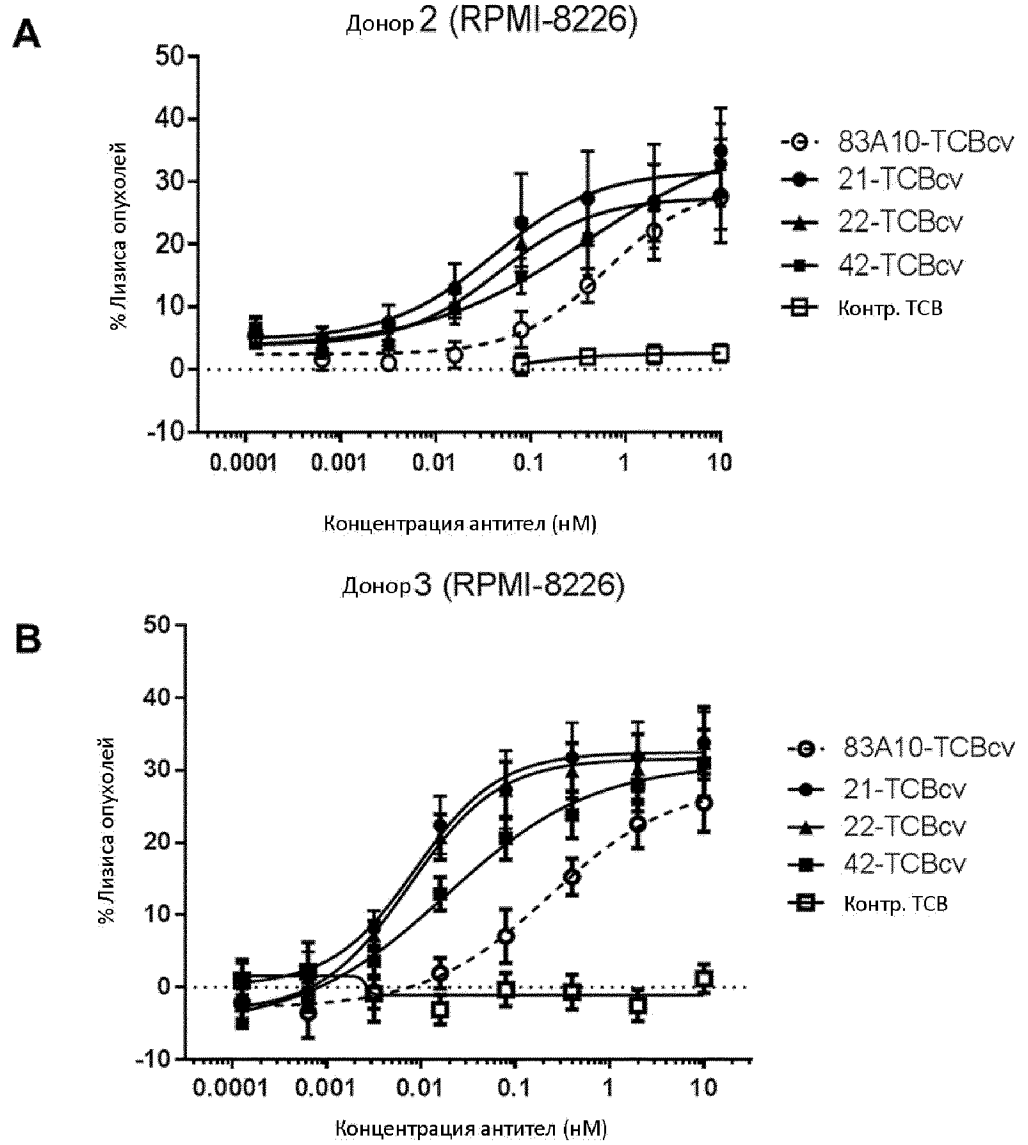 A
Донор 2 (RPMI-8226)
50
40
30
20
10
0
-10
% Лизиса опухолей
83A10-TCBcv
21-TCBcv
22-TCBcv
42-TCBcv
Контр. TCB
0.0001 0.001 0.01 0.1 1 10
Концентрация антител (нМ)
B
Донор 3 (RPMI-8226)
50
40
30
20
10
0
-10
% Лизиса опухолей
83A10-TCBcv
21-TCBcv
22-TCBcv
42-TCBcv
Контр. TCB
0.0001 0.001 0.01 0.1 1 10
Концентрация антител (нМ)